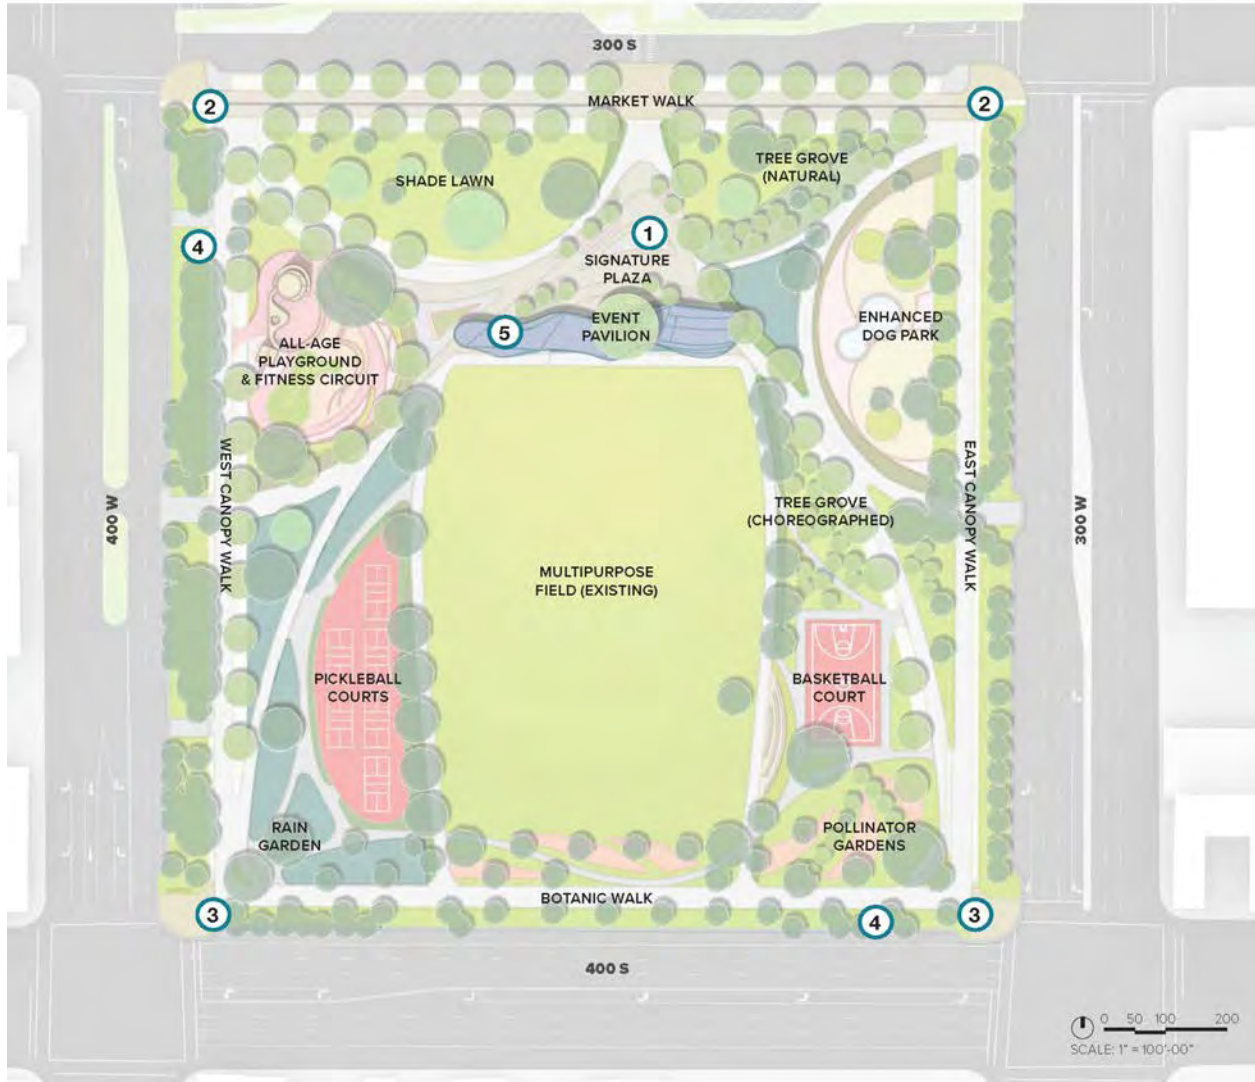 300 S
MARKET WALK
2
2
TREE GROVE
(NATURAL)
SHADE LAWN
1
4
SIGNATURE
PLAZA
EVENT
PAVILION
5
ENHANCED
DOG PARK
ALL-AGE
PLAYGROUND
& FITNESS CIRCUIT
WEST CANOPY WALK
EAST CANOPY WALK
400 W
300 W
TREE GROVE
(CHOREOGRAPHED)
MULTIPURPOSE
FIELD (EXISTING)
PICKLEBALL
COURTS
BASKETBALL
COURT
RAIN
GARDEN
POLLINATOR
GARDENS
BOTANIC WALK
3
4
3
400 S
0 50 100 200
SCALE: 1" = 100'-00"